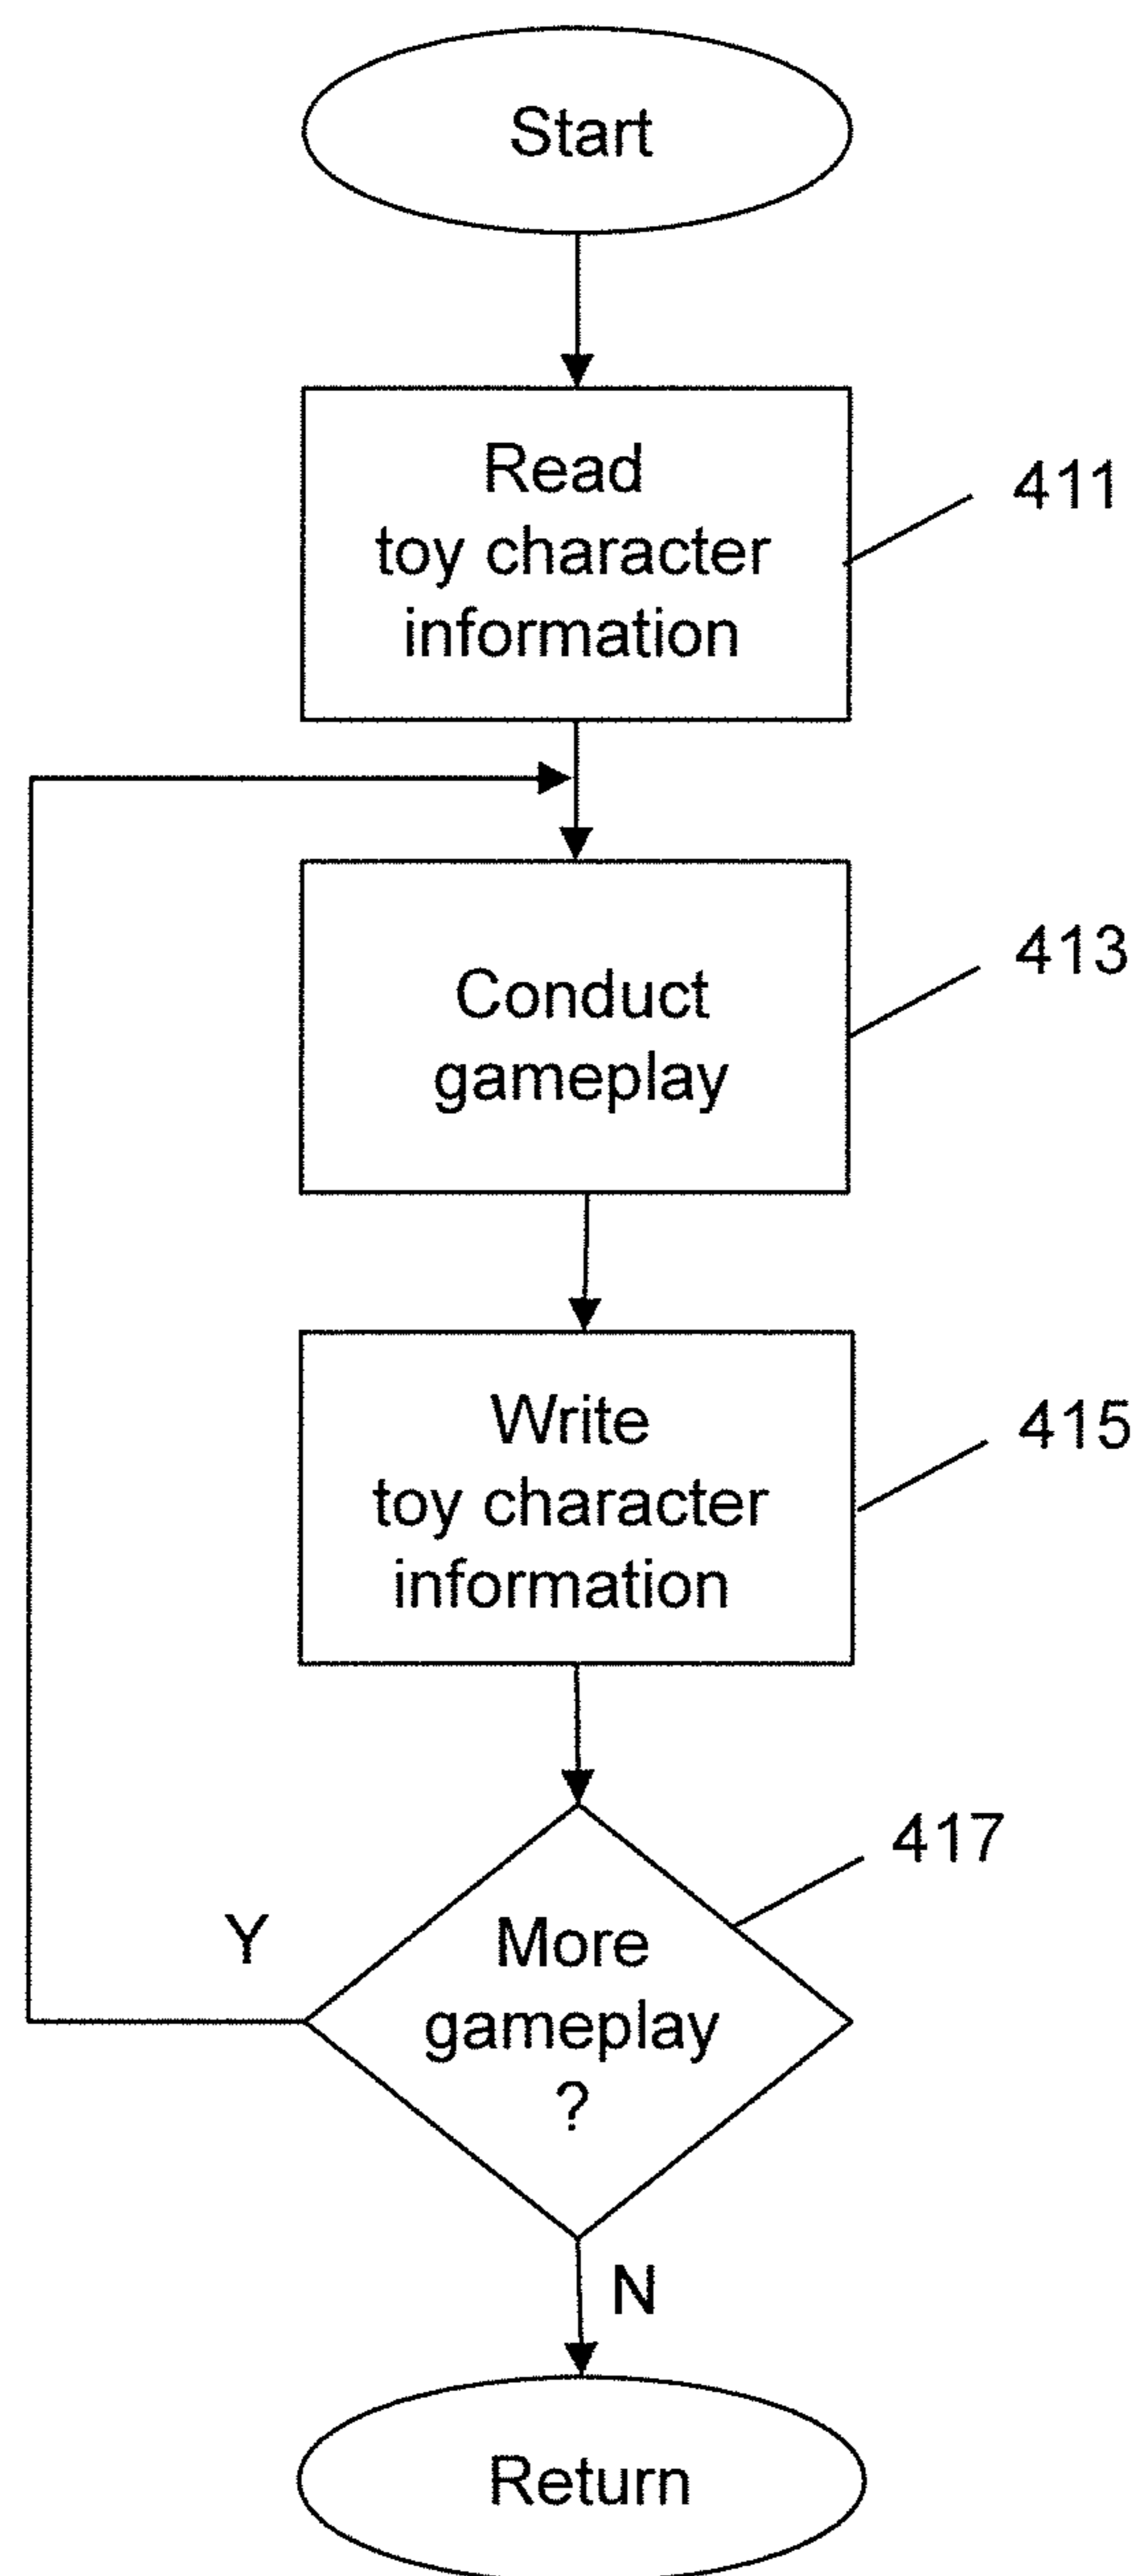 Start
Read
toy character
information
411
Conduct
gameplay
413
Write
toy character
information
415
417
More
gameplay
?
Y
N
Return